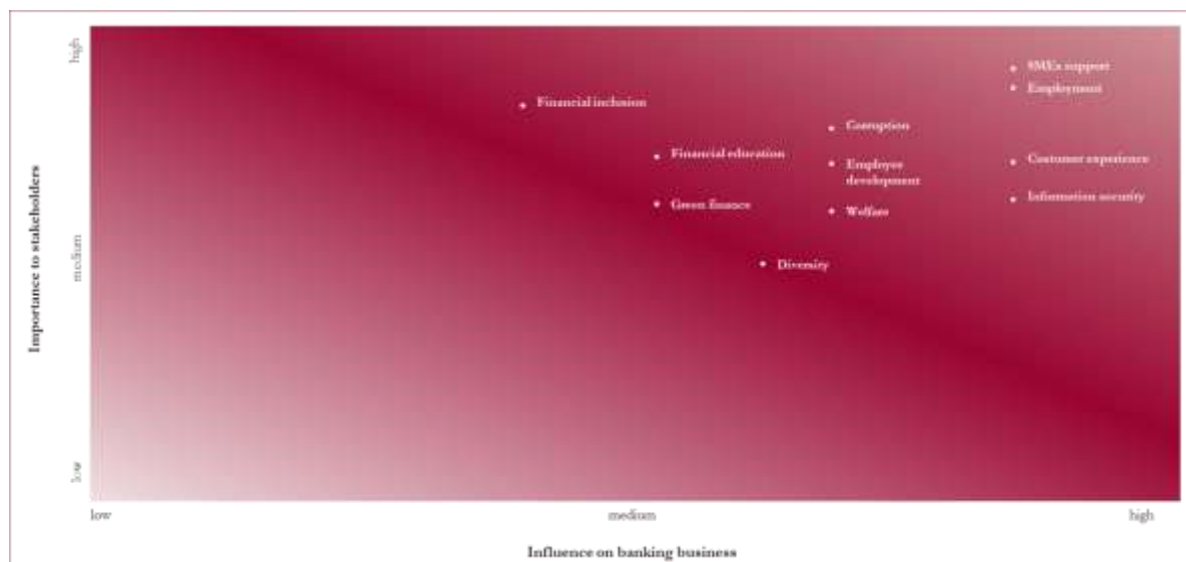 high
SMEs support
Employment
Financial inclusion
Corruption
Financial education
Customer experience
Employee
development
Information security
Green finance
Welfare
Importance to stakeholders
medium
Diversity
low
low
medium
high
Influence on banking business